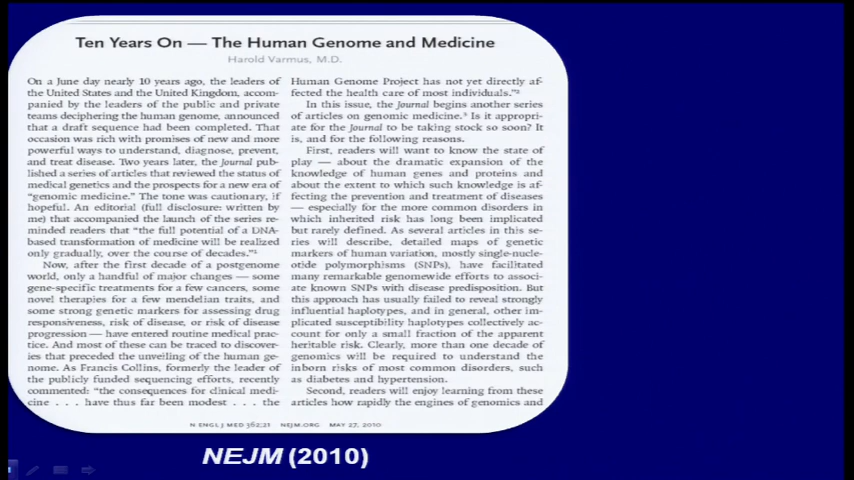 Ten Years On — The Human Genome and Medicine
Harold Varmus, M.D.
On a June day nearly 10 years ago, the leaders of
the United States and the United Kingdom, accom-
panied by the leaders of the public and private
teams deciphering the human genome, announced
that a draft sequence had been completed. That
occasion was rich with promises of new and more
powerful ways to understand, diagnose, prevent,
and treat disease. Two years later, the Journal pub-
lished a series of articles that reviewed the status of
medical genetics and the prospects for a new era of
“genomic medicine.” The tone was cautionary, if
hopeful. An editorial (full disclosure: written by
me) that accompanied the launch of the series re-
minded readers that “the full potential of a DNA-
based transformation of medicine will be realized
only gradually, over the course of decades.”1
Now, after the first decade of a postgenome
world, only a handful of major changes — some
gene-specific treatments for a few cancers, some
novel therapies for a few mendelian traits, and
some strong genetic markers for assessing drug
responsiveness, risk of disease, or risk of disease
progression — have entered routine medical prac-
tice. And most of these can be traced to discover-
ies that preceded the unveiling of the human ge-
nome. As Francis Collins, formerly the leader of
the publicly funded sequencing efforts, recently
commented: “the consequences for clinical medi-
cine . . . have thus far been modest . . . the
Human Genome Project has not yet directly af-
fected the health care of most individuals.”2
In this issue, the Journal begins another series
of articles on genomic medicine.3 Is it appropri-
ate for the Journal to be taking stock so soon? It
is, and for the following reasons.
First, readers will want to know the state of
play — about the dramatic expansion of the
knowledge of human genes and proteins and
about the extent to which such knowledge is af-
fecting the prevention and treatment of diseases
— especially for the more common disorders in
which inherited risk has long been implicated
but rarely defined. As several articles in this se-
ries will describe, detailed maps of genetic
markers of human variation, mostly single-nucle-
otide polymorphisms (SNPs), have facilitated
many remarkable genomewide efforts to associ-
ate known SNPs with disease predisposition. But
this approach has usually failed to reveal strongly
influential haplotypes, and in general, other im-
plicated susceptibility haplotypes collectively ac-
count for only a small fraction of the apparent
heritable risk. Clearly, more than one decade of
genomics will be required to understand the
inborn risks of most common disorders, such
as diabetes and hypertension.
Second, readers will enjoy learning from these
articles how rapidly the engines of genomics and
N ENGL J MED 362;21 NEJM.ORG MAY 27, 2010
NEJM (2010)